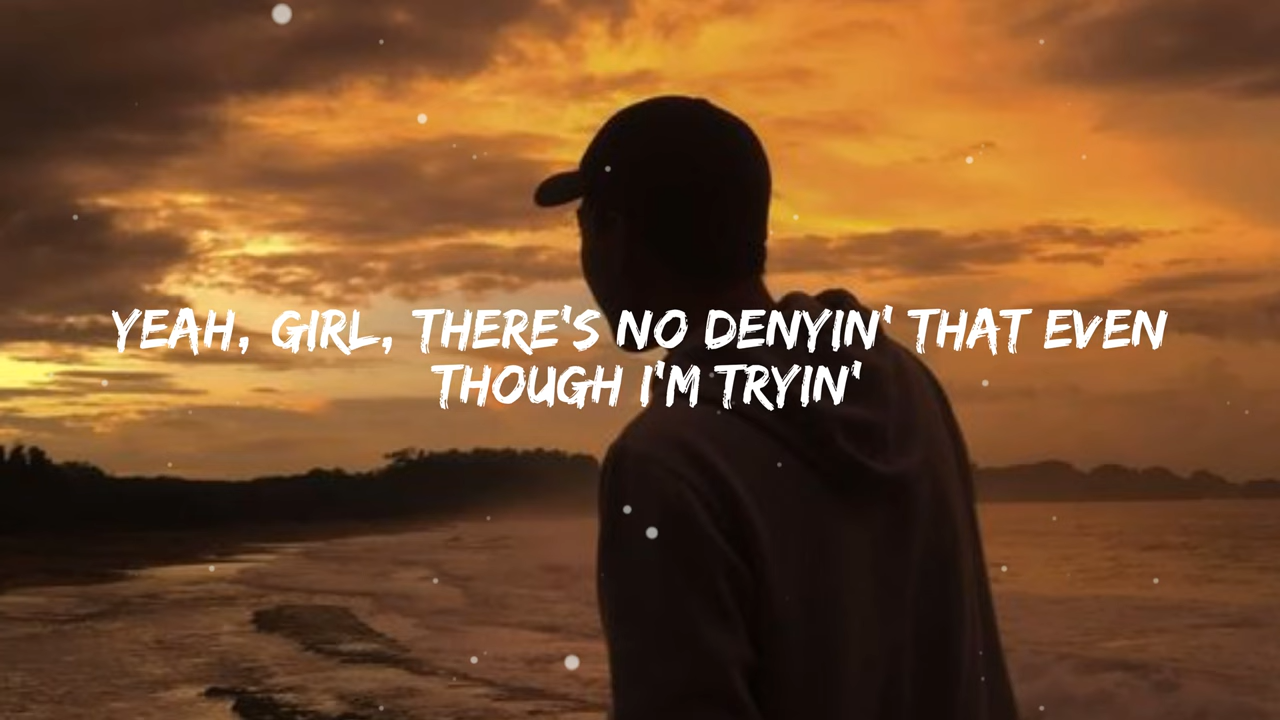 YEAH, GIRL, THERE'S NO DENYIN' THAT EVEN
THOUGH I'M TRYIN'